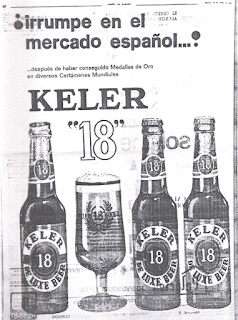 ¡Irrumpe en el
mercado español...!
...después de haber conseguido Medallas de Oro
en diversos Certámenes Mundiales
KELER
"18"
KELER
18
DE LUXE BEER
18
KELER
18
DE LUXE BEER
KELER
18
DE LUXE BEER